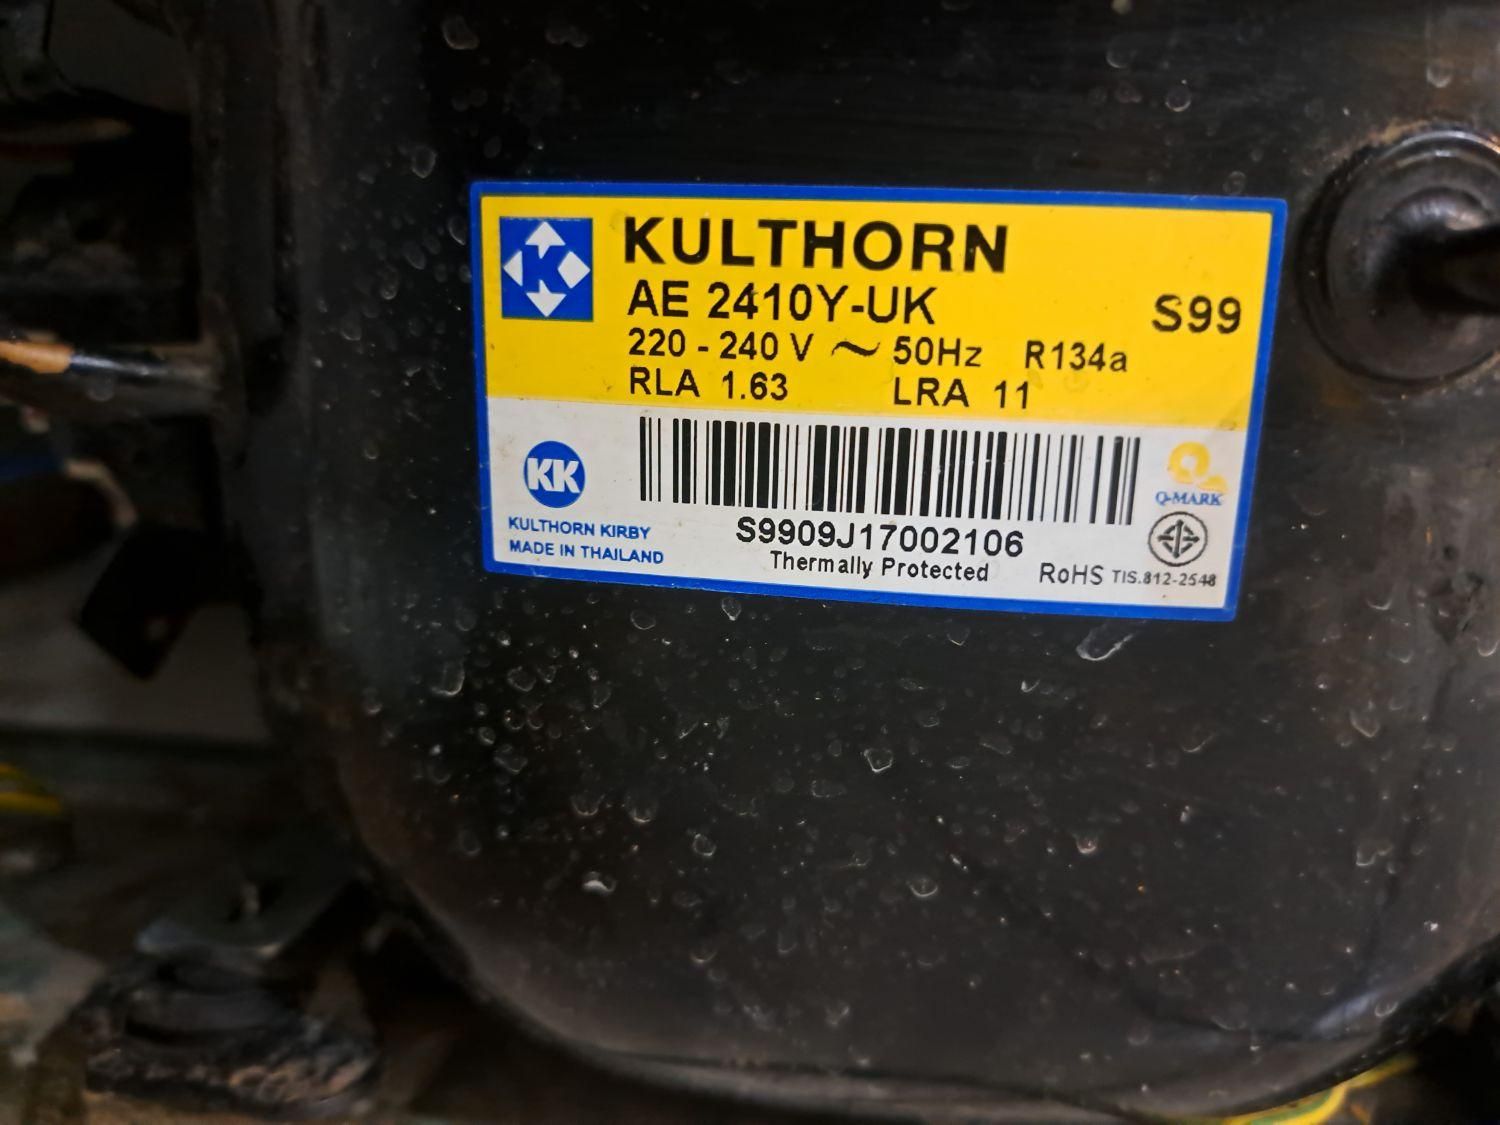 K
KULTHORN
AE 2410Y-UK
S99
220 - 240 V ~ 50Hz R134a
RLA 1.63 LRA 11
KK
KULTHORN KIRBY
MADE IN THAILAND
S9909J17002106
Thermally Protected
Q-MARK
RoHS TIS.812-2548